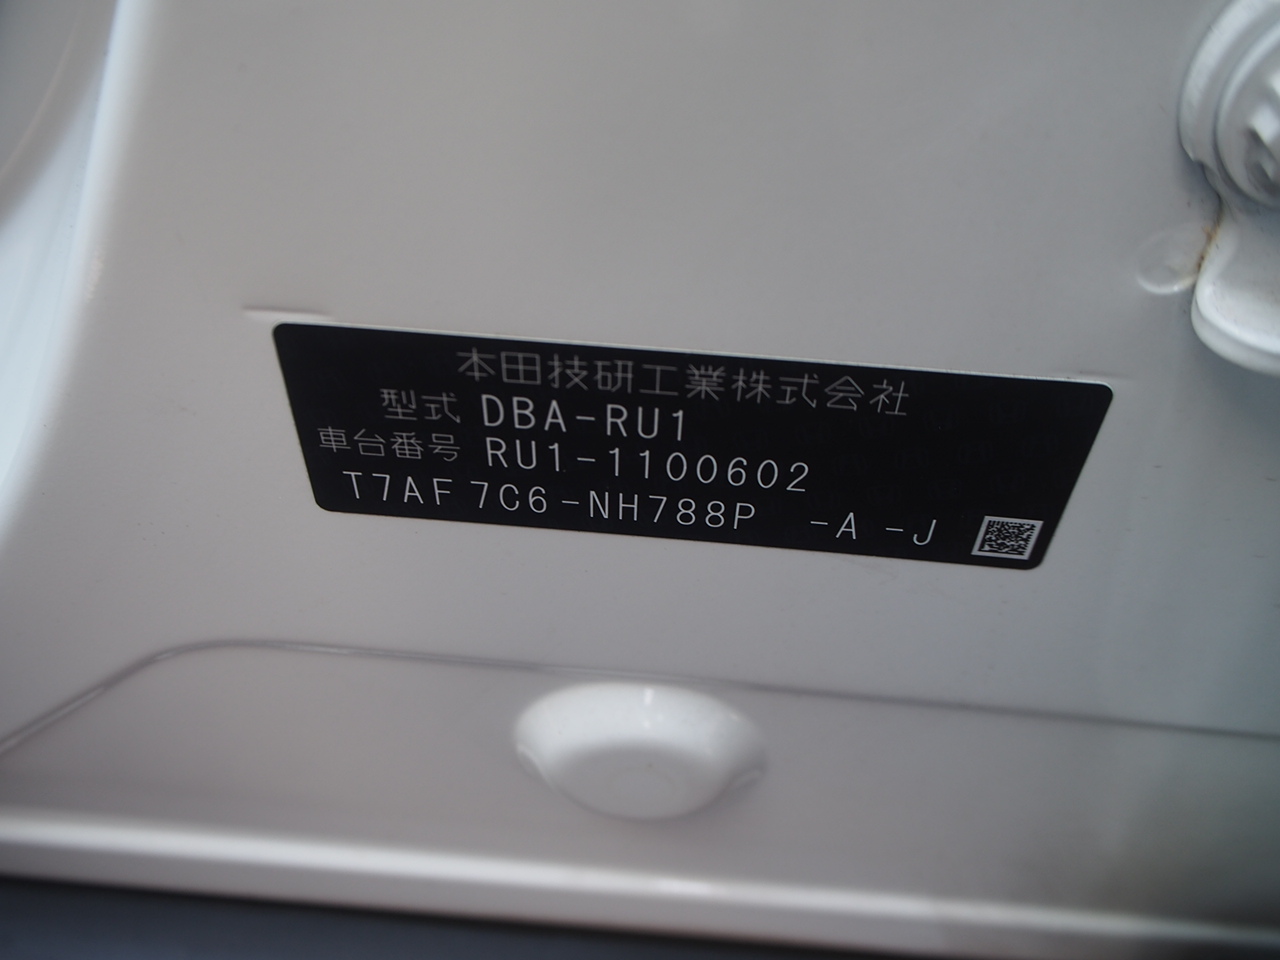 本田技研工業株式会社
型式 DBA-RU1
車台番号 RU1-1100602
T7AF7C6-NH788P -A -J